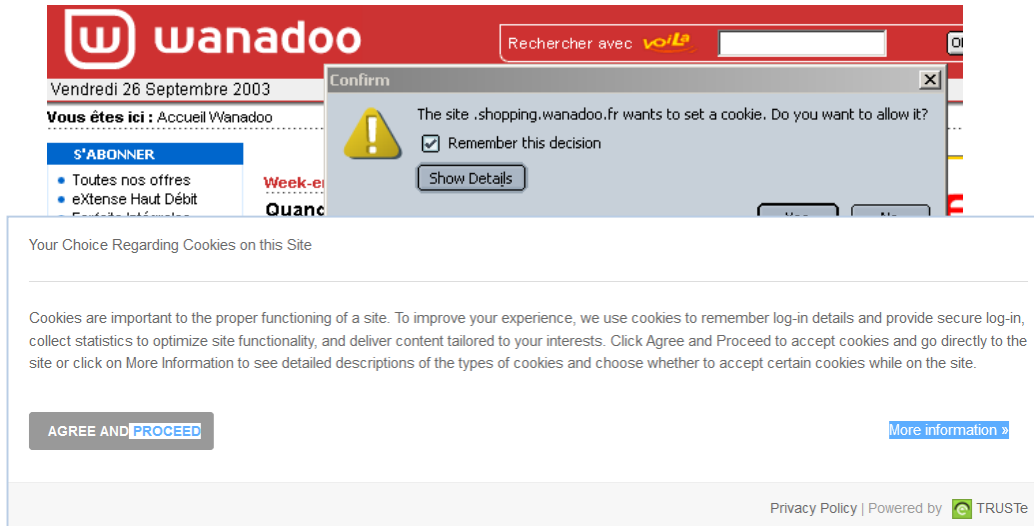 wanadoo
Rechercher avec voilà
Vendredi 26 Septembre 2003
Confirm
Vous êtes ici : Accueil Wanadoo
The site .shopping.wanadoo.fr wants to set a cookie. Do you want to allow it?
Remember this decision
S'ABONNER
Show Details
• Toutes nos offres
• eXtense Haut Débit
Week-e
Quand
Your Choice Regarding Cookies on this Site
Cookies are important to the proper functioning of a site. To improve your experience, we use cookies to remember log-in details and provide secure log-in,
collect statistics to optimize site functionality, and deliver content tailored to your interests. Click Agree and Proceed to accept cookies and go directly to the
site or click on More Information to see detailed descriptions of the types of cookies and choose whether to accept certain cookies while on the site.
AGREE AND PROCEED
More information »
Privacy Policy | Powered by TRUSTe